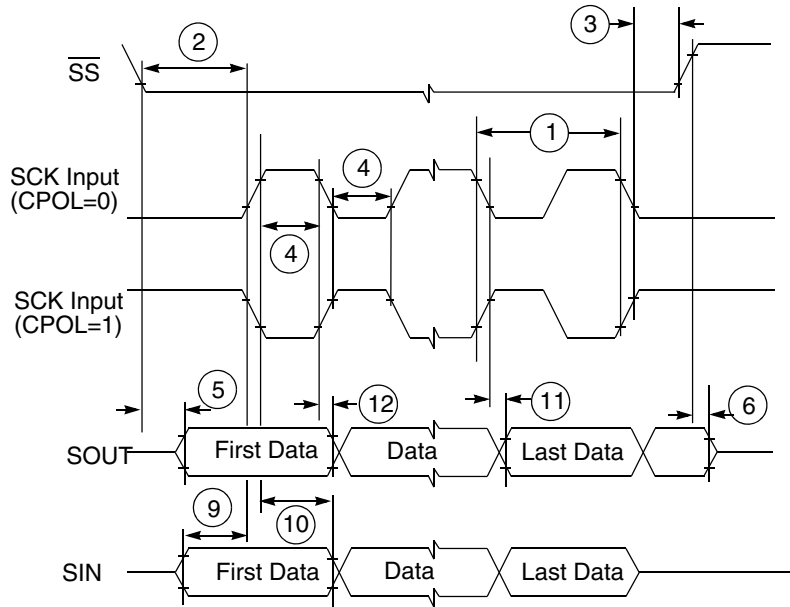 3
2
SS
1
SCK Input
(CPOL=0)
4
4
SCK Input
(CPOL=1)
5
12
11
6
SOUT
First Data
Data
Last Data
9
10
SIN
First Data
Data
Last Data